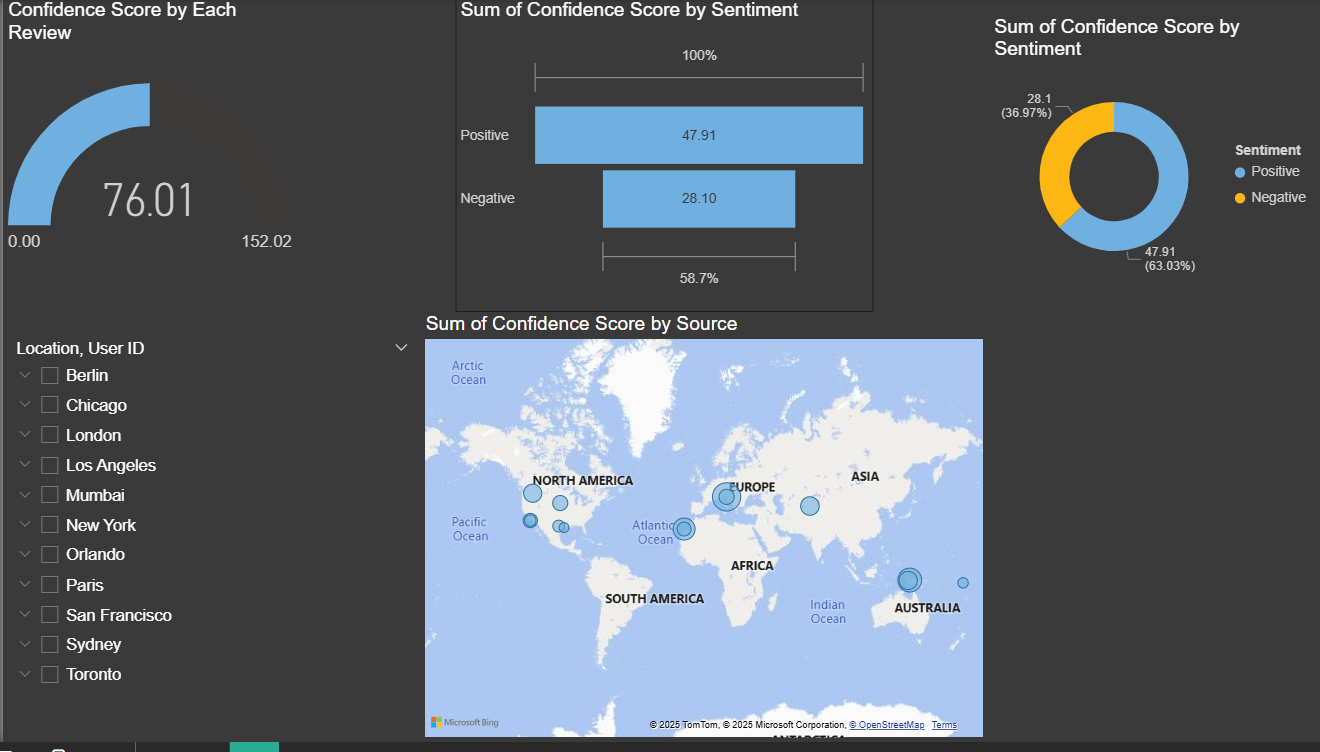 Confidence Score by Each
Review
76.01
0.00
152.02
Sum of Confidence Score by Sentiment
100%
Positive
47.91
Negative
28.10
58.7%
Sum of Confidence Score by
Sentiment
28.1
(36.97%)
47.91
(63.03%)
Sentiment
Positive
Negative
Location, User ID
Berlin
Chicago
London
Los Angeles
Mumbai
New York
Orlando
Paris
San Francisco
Sydney
Toronto
Sum of Confidence Score by Source
Arctic
Ocean
NORTH AMERICA
EUROPE
ASIA
Pacific
Ocean
Atlantic
Ocean
AFRICA
SOUTH AMERICA
Indian
Ocean
AUSTRALIA
Microsoft Bing
© 2025 TomTom, © 2025 Microsoft Corporation, © OpenStreetMap Terms
ANTARCTICA